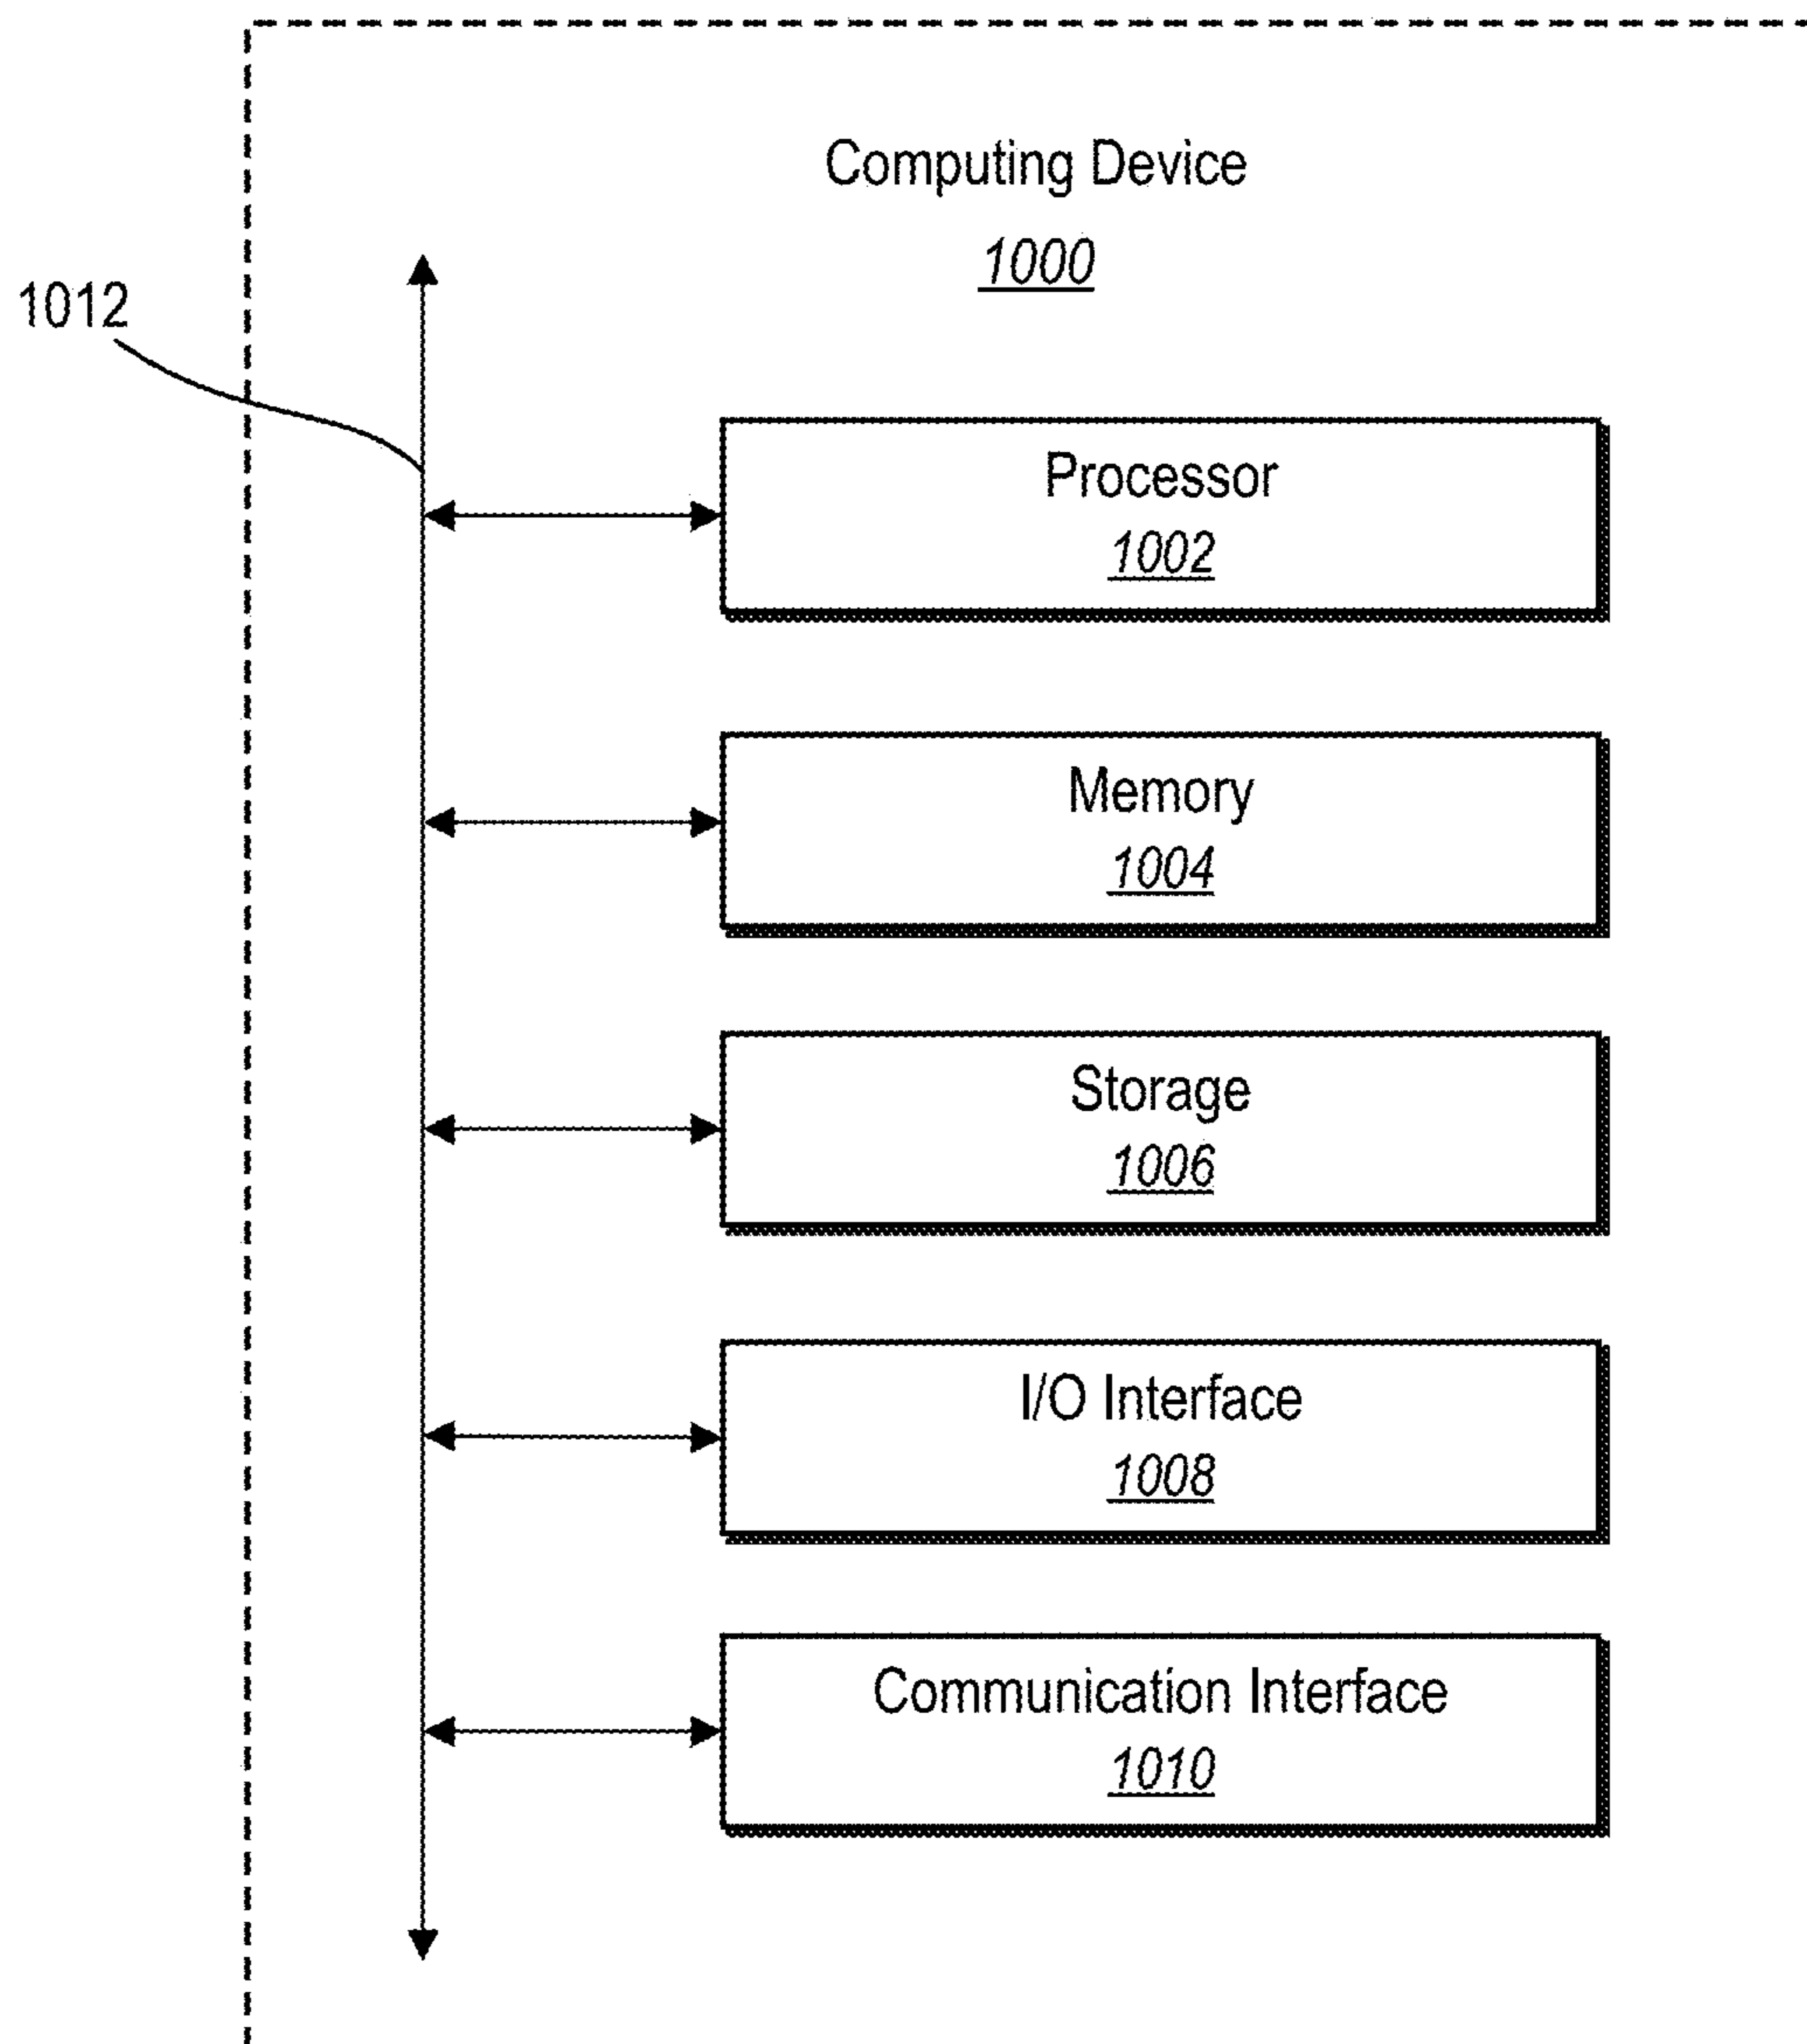 Computing Device
1000
1012
Processor
1002
Memory
1004
Storage
1006
I/O Interface
1008
Communication Interface
1010